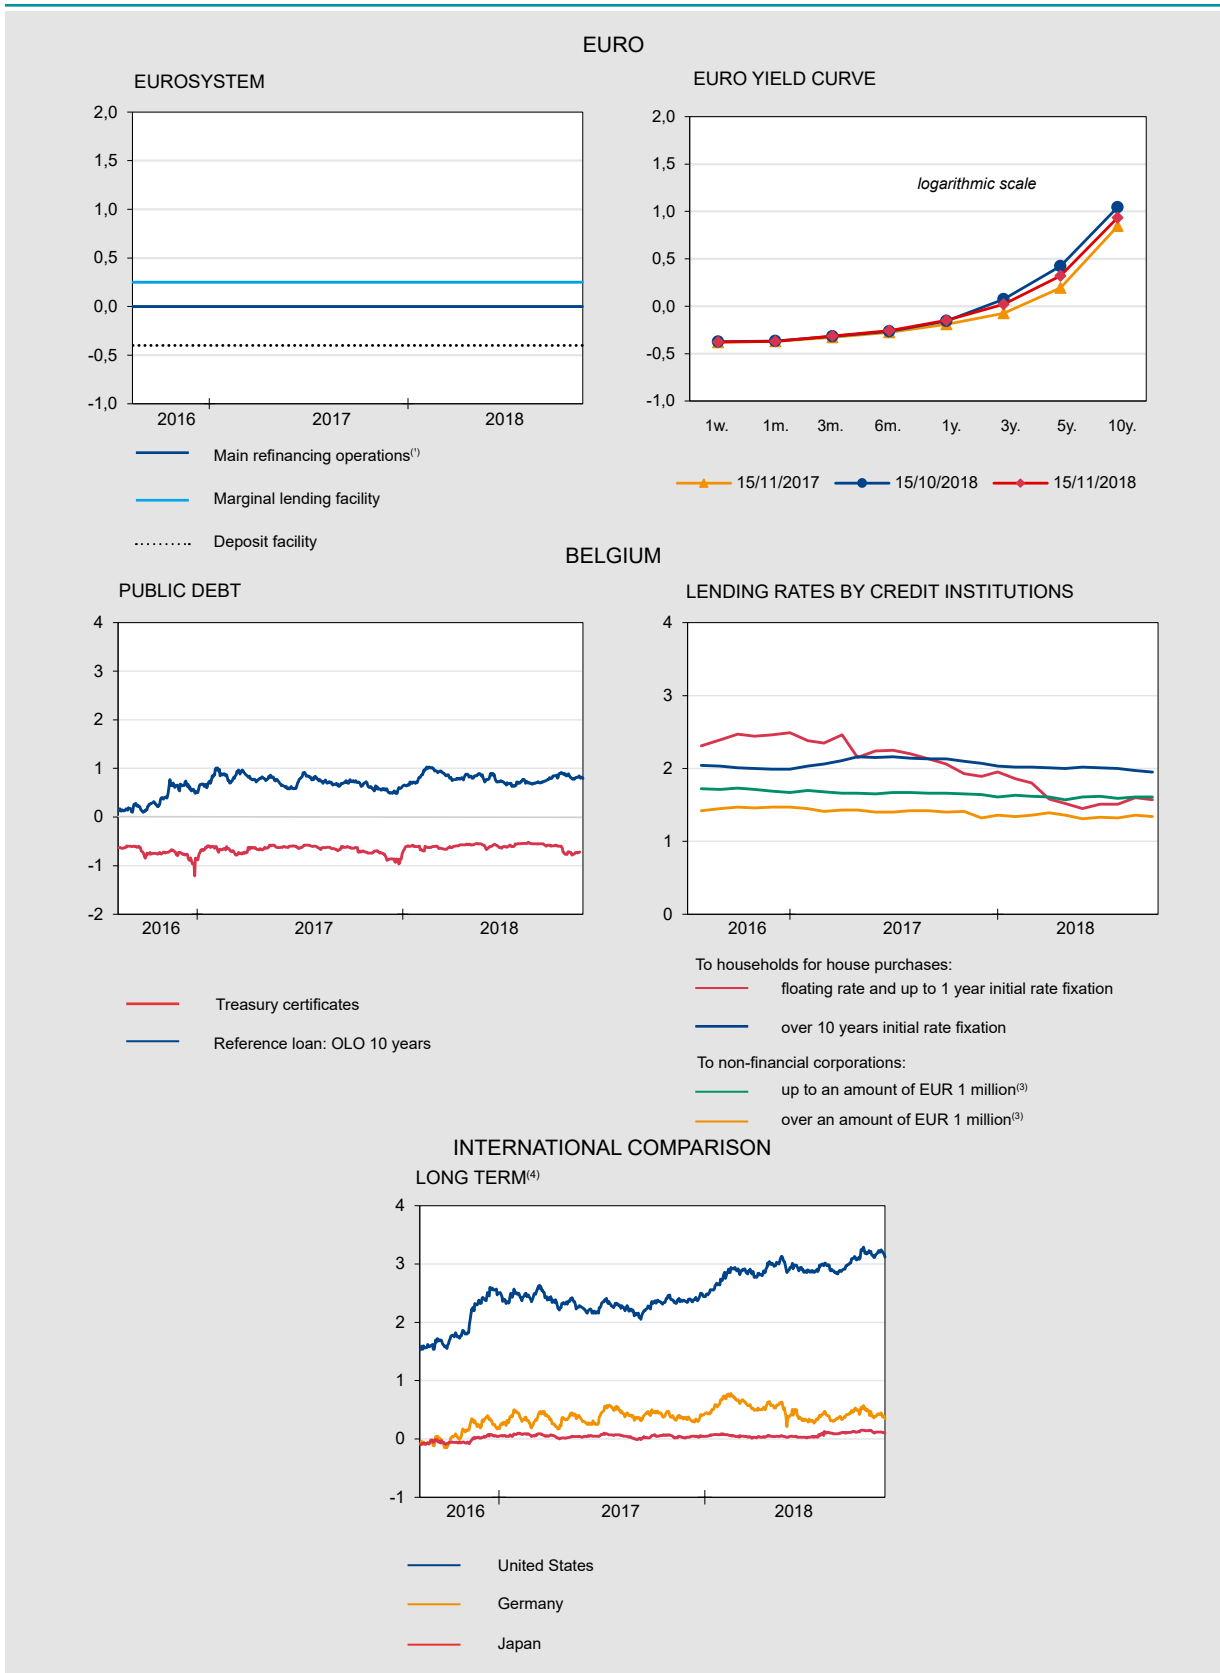 EURO
EUROSYSTEM
2,0
1,5
1,0
0,5
0,0
-0,5
-1,0
2016 2017 2018
Main refinancing operations(1)
Marginal lending facility
Deposit facility
EURO YIELD CURVE
2,0
1,5
1,0
0,5
0,0
-0,5
-1,0
logarithmic scale
1w. 1m. 3m. 6m. 1y. 3y. 5y. 10y.
15/11/2017 15/10/2018 15/11/2018
BELGIUM
PUBLIC DEBT
4
3
2
1
0
-1
-2
2016 2017 2018
Treasury certificates
Reference loan: OLO 10 years
LENDING RATES BY CREDIT INSTITUTIONS
4
3
2
1
0
2016 2017 2018
To households for house purchases:
floating rate and up to 1 year initial rate fixation
over 10 years initial rate fixation
To non-financial corporations:
up to an amount of EUR 1 million(3)
over an amount of EUR 1 million(3)
INTERNATIONAL COMPARISON
LONG TERM(4)
4
3
2
1
0
-1
2016 2017 2018
United States
Germany
Japan